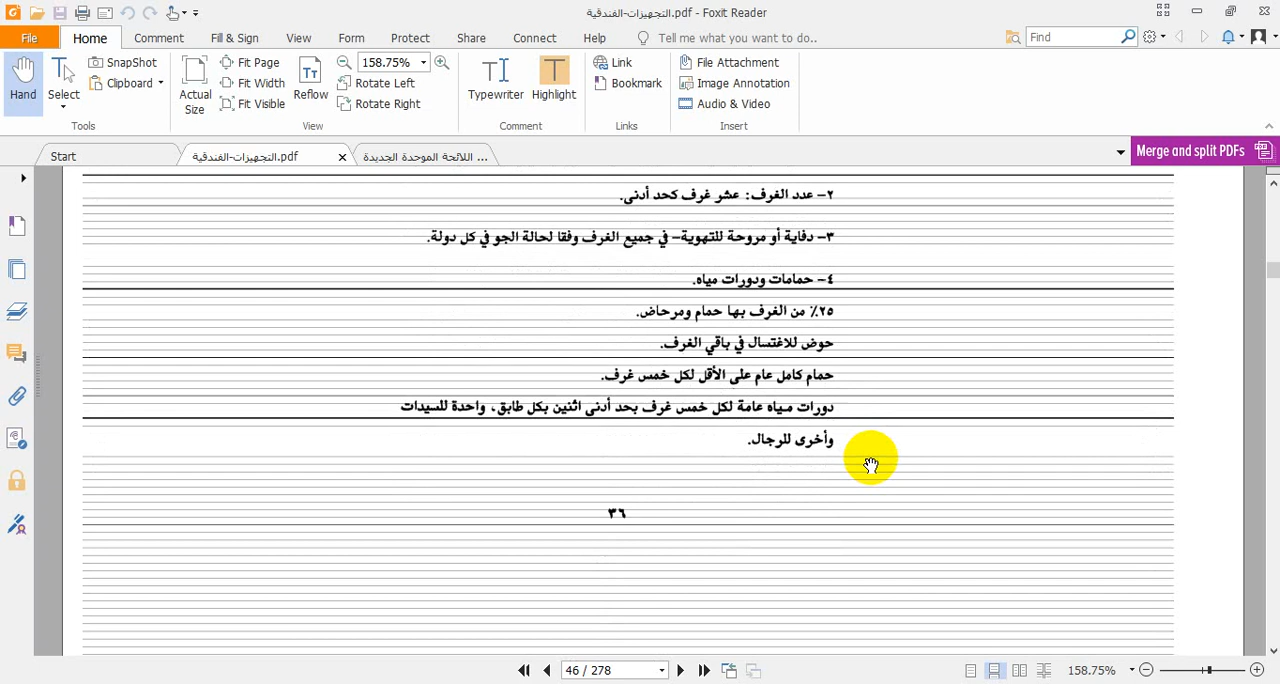 التجهيزات-الفندقية.pdf - Foxit Reader
File Home Comment Fill & Sign View Form Protect Share Connect Help Tell me what you want to do.. Find
Hand
Select
SnapShot
Clipboard
Tools
Actual Size
Fit Page
Fit Width
Fit Visible
Reflow
158.75%
Rotate Left
Rotate Right
View
Typewriter
Highlight
Comment
Link
Bookmark
Links
File Attachment
Image Annotation
Audio & Video
Insert
Start
التجهيزات-الفندقية.pdf
اللائحة الموحدة الجديدة ...
Merge and split PDFs
٢- عدد الغرف: عشر غرف كحد أدنى.
٣- دفاية أو مروحة للتهوية- في جميع الغرف وفقا لحالة الجو في كل دولة.
٤- حمامات ودورات مياه.
٢٥٪ من الغرف بها حمام ومرحاض.
حوض للاغتسال في باقي الغرف.
حمام كامل عام على الأقل لكل خمس غرف.
دورات مياه عامة لكل خمس غرف بحد أدنى اثنين بكل طابق، واحدة للسيدات
وأخرى للرجال.
٣٦
46 / 278
158.75%